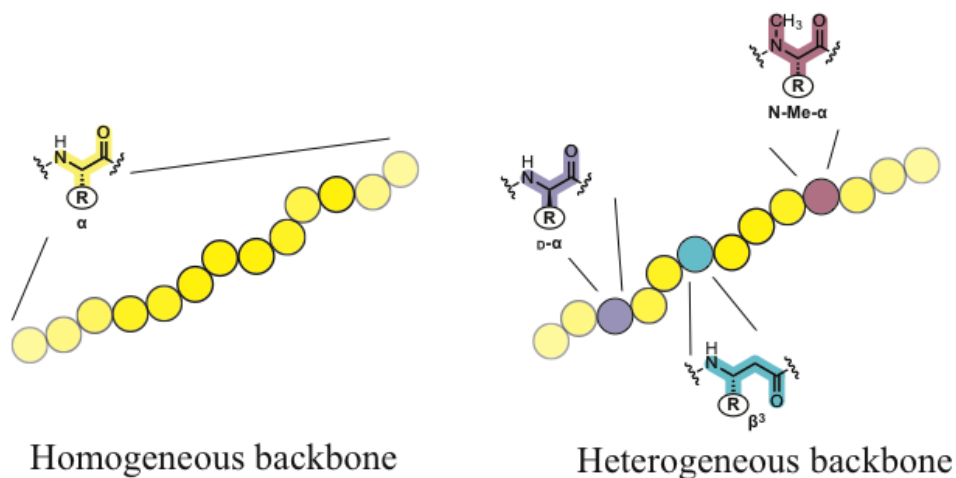 H
N
O
R
α
Homogeneous backbone
CH₃
N
O
R
N-Me-α
H
N
O
R
D-α
H
N
O
R
β³
Heterogeneous backbone